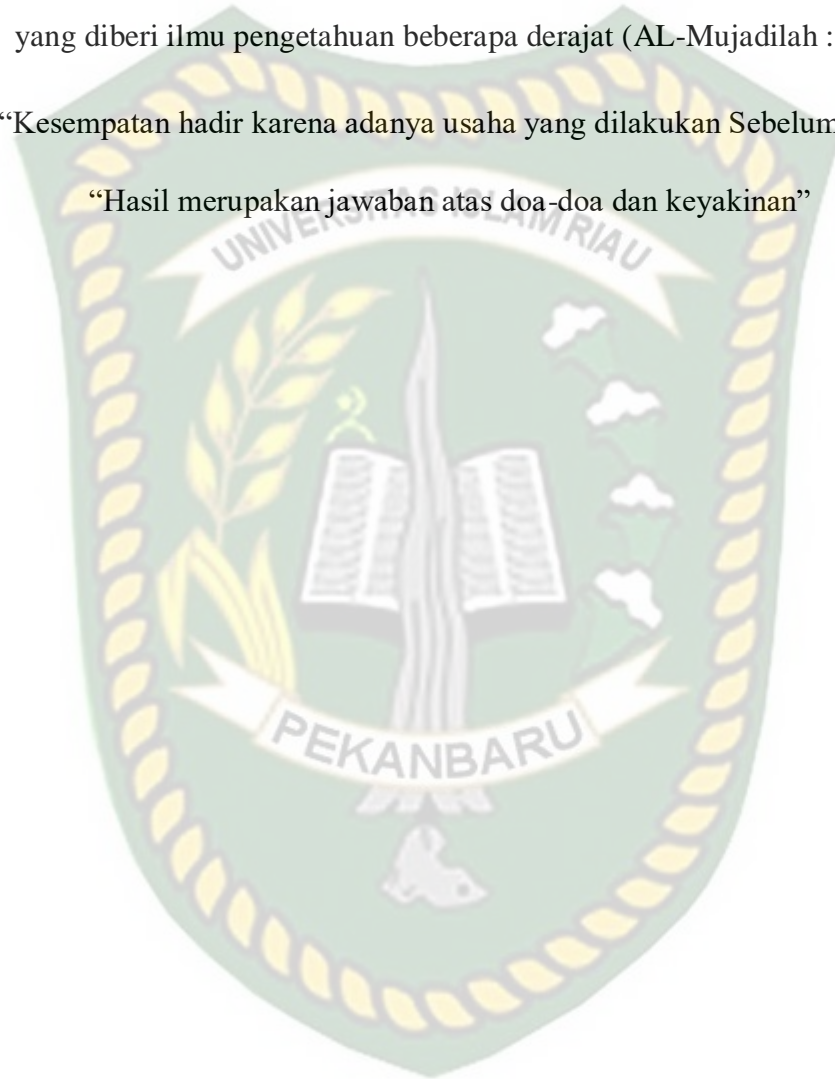 yang diberi ilmu pengetahuan beberapa derajat (AL-Mujadilah :
“Kesempatan hadir karena adanya usaha yang dilakukan Sebelum
“Hasil merupakan jawaban atas doa-doa dan keyakinan”
UNIVERSITAS ISLAM RIAU
PEKANBARU